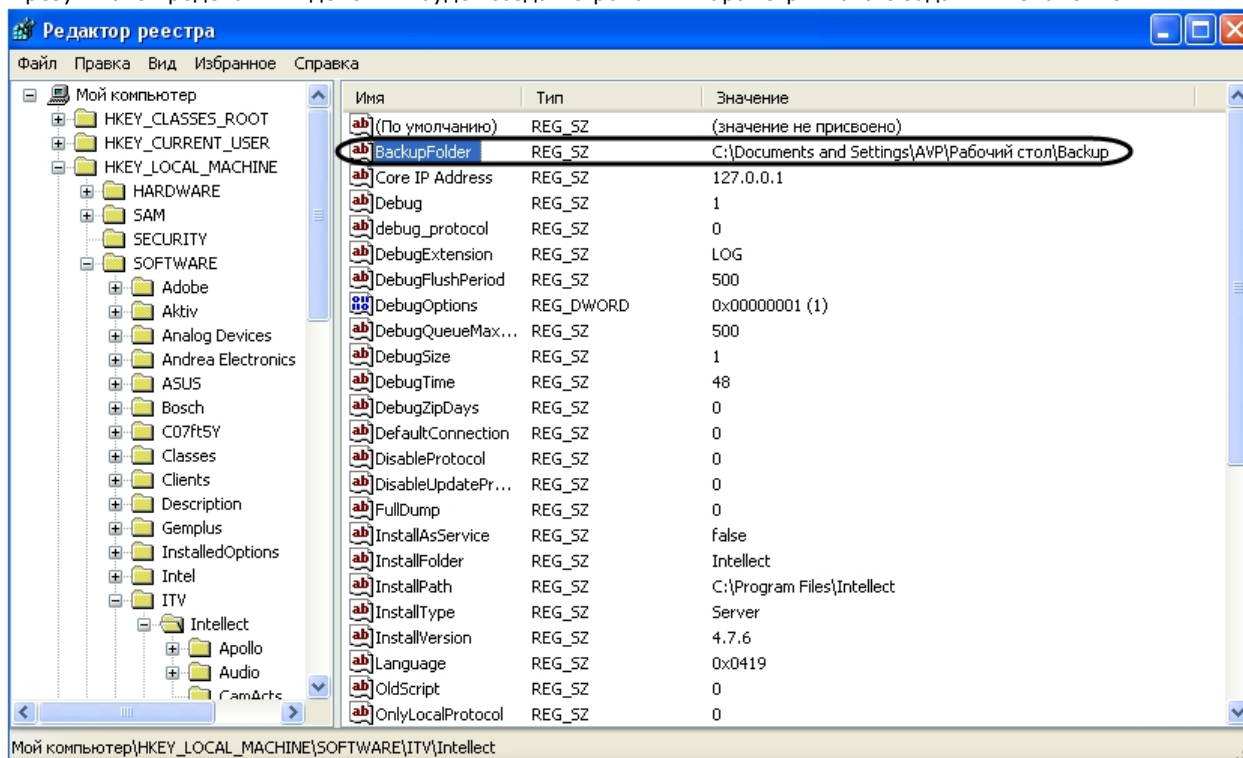 Редактор реестра
Файл Правка Вид Избранное Справка
Мой компьютер
HKEY_CLASSES_ROOT
HKEY_CURRENT_USER
HKEY_LOCAL_MACHINE
HARDWARE
SAM
SECURITY
SOFTWARE
Adobe
Aktiv
Analog Devices
Andrea Electronics
ASUS
Bosch
C07ft5Y
Classes
Clients
Description
Gemplus
InstalledOptions
Intel
ITV
Intellect
Apollo
Audio
CamActs
Имя Тип Значение
(По умолчанию) REG_SZ (значение не присвоено)
BackupFolder REG_SZ C:\Documents and Settings\AVP\Рабочий стол\Backup
Core IP Address REG_SZ 127.0.0.1
Debug REG_SZ 1
debug_protocol REG_SZ 0
DebugExtension REG_SZ LOG
DebugFlushPeriod REG_SZ 500
DebugOptions REG_DWORD 0x00000001 (1)
DebugQueueMax... REG_SZ 500
DebugSize REG_SZ 1
DebugTime REG_SZ 48
DebugZipDays REG_SZ 0
DefaultConnection REG_SZ 0
DisableProtocol REG_SZ 0
DisableUpdatePr... REG_SZ 0
FullDump REG_SZ 0
InstallAsService REG_SZ false
InstallFolder REG_SZ Intellect
InstallPath REG_SZ C:\Program Files\Intellect
InstallType REG_SZ Server
InstallVersion REG_SZ 4.7.6
Language REG_SZ 0x0419
OldScript REG_SZ 0
OnlyLocalProtocol REG_SZ 0
Мой компьютер\HKEY_LOCAL_MACHINE\SOFTWARE\ITV\Intellect